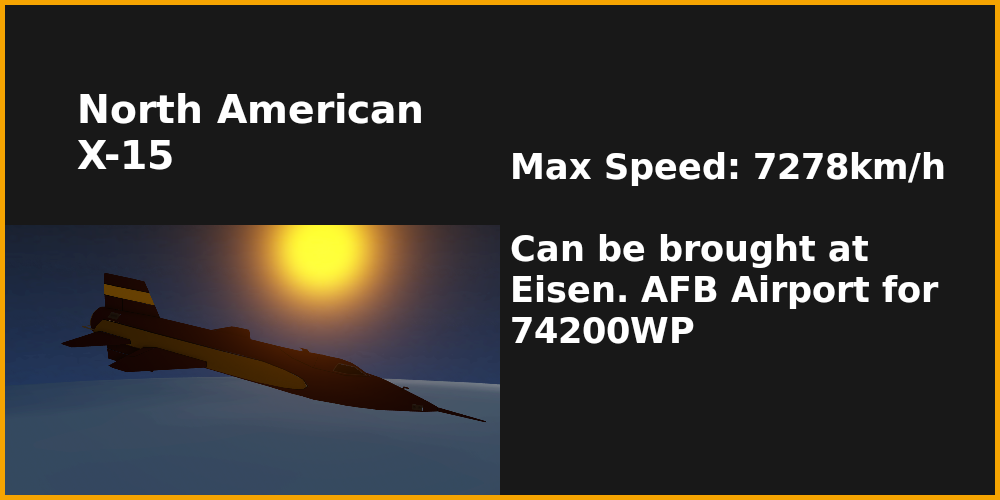 North American
X-15
Max Speed: 7278km/h
Can be brought at
Eisen. AFB Airport for
74200WP